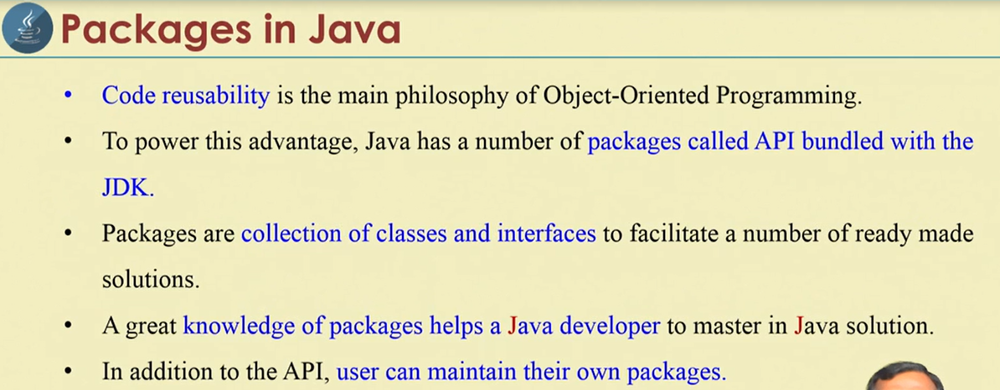 Packages in Java
• Code reusability is the main philosophy of Object-Oriented Programming.
• To power this advantage, Java has a number of packages called API bundled with the
JDK.
• Packages are collection of classes and interfaces to facilitate a number of ready made
solutions.
• A great knowledge of packages helps a Java developer to master in Java solution.
• In addition to the API, user can maintain their own packages.